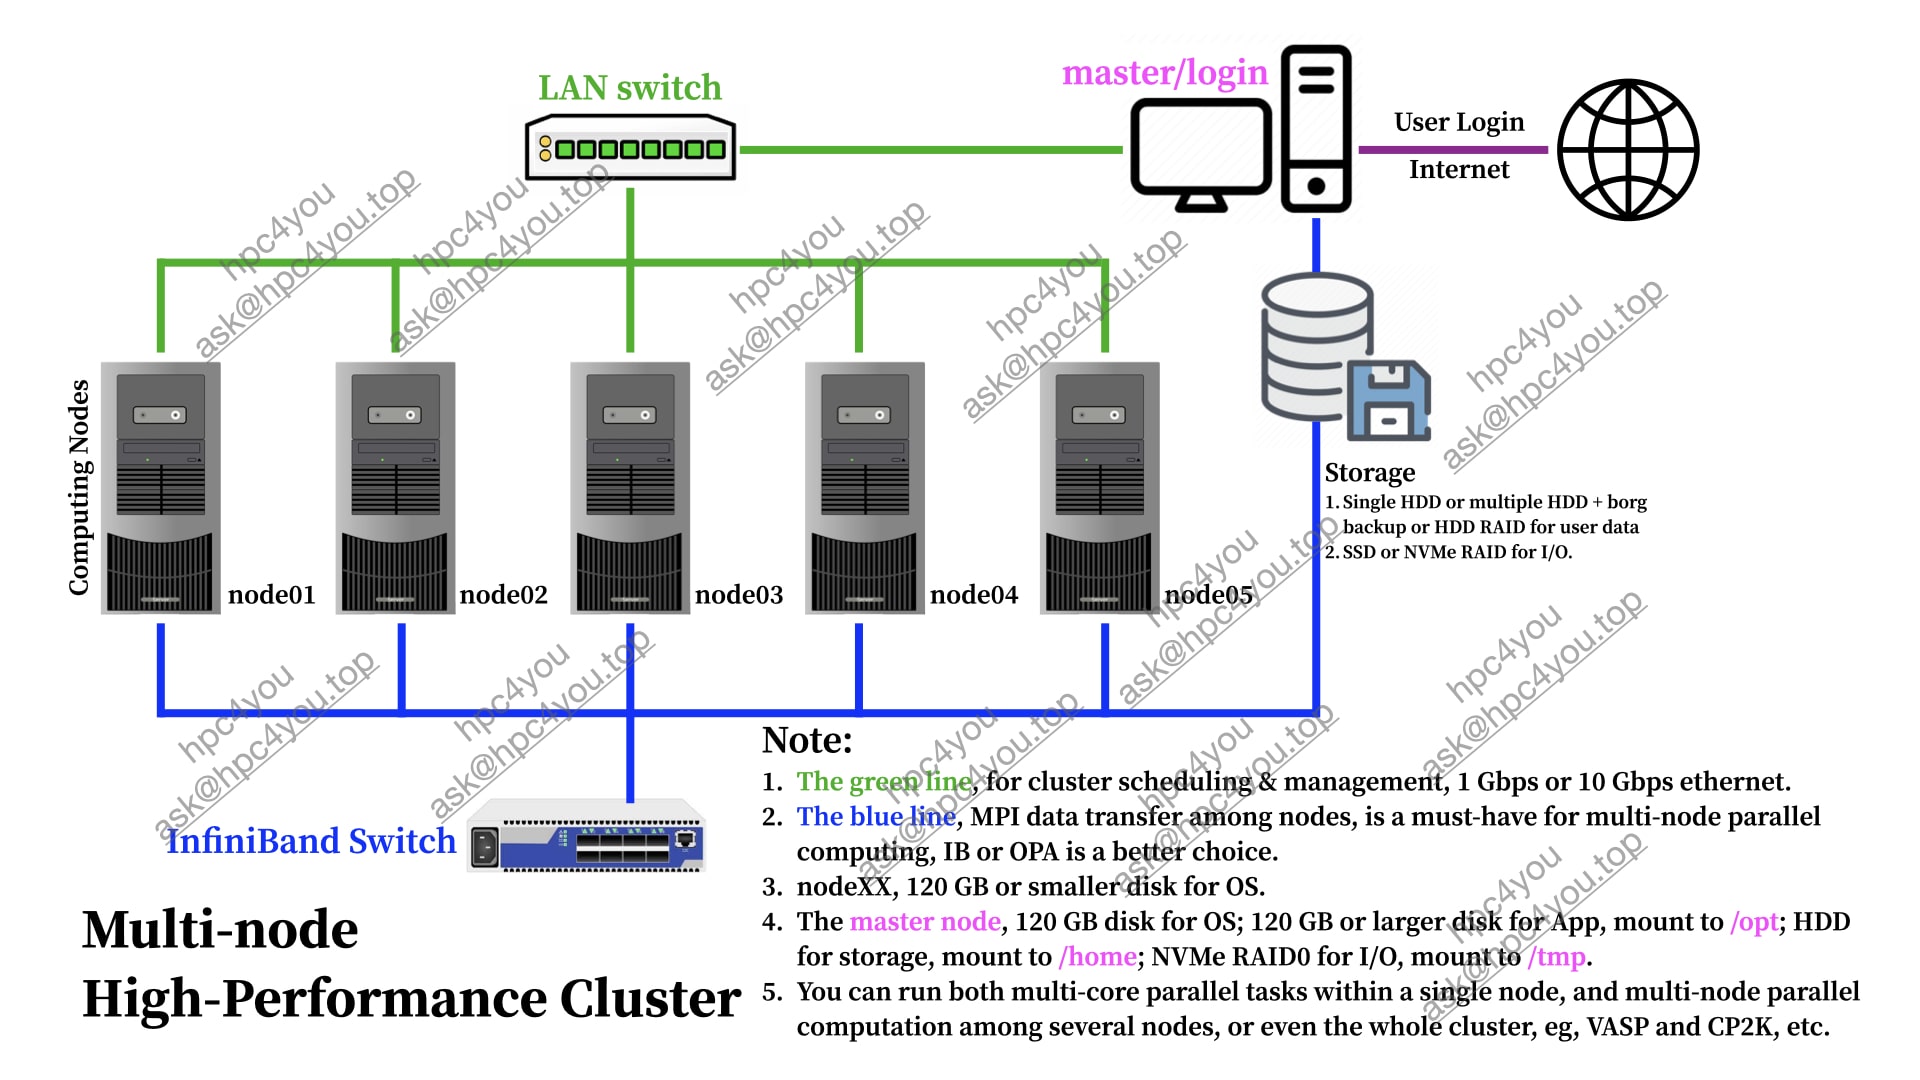 LAN switch
master/login
User Login
Internet
hpc4you
ask@hpc4you.top
hpc4you
ask@hpc4you.top
hpc4you
ask@hpc4you.top
hpc4you
ask@hpc4you.top
hpc4you
ask@hpc4you.top
Computing Nodes
node01
node02
node03
node04
node05
Storage
1. Single HDD or multiple HDD + borg
backup or HDD RAID for user data
2. SSD or NVMe RAID for I/O.
hpc4you
ask@hpc4you.top
hpc4you
ask@hpc4you.top
hpc4you
ask@hpc4you.top
hpc4you
ask@hpc4you.top
InfiniBand Switch
Multi-node
High-Performance Cluster
Note:
1. The green line, for cluster scheduling & management, 1 Gbps or 10 Gbps ethernet.
2. The blue line, MPI data transfer among nodes, is a must-have for multi-node parallel
computing, IB or OPA is a better choice.
3. nodeXX, 120 GB or smaller disk for OS.
4. The master node, 120 GB disk for OS; 120 GB or larger disk for App, mount to /opt; HDD
for storage, mount to /home; NVMe RAID0 for I/O, mount to /tmp.
5. You can run both multi-core parallel tasks within a single node, and multi-node parallel
computation among several nodes, or even the whole cluster, eg, VASP and CP2K, etc.
hpc4you
ask@hpc4you.top
hpc4you
ask@hpc4you.top
hpc4you
ask@hpc4you.top